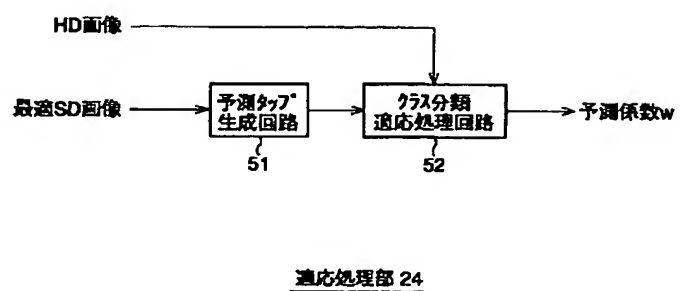 HD画像
最適SD画像
予測タップ
生成回路
クラス分類
適応処理回路
予測係数w
51
52
適応処理部 24